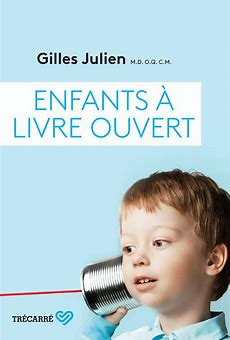 Gilles Julien M.D. O.Q. C.M.
ENFANTS À
LIVRE OUVERT
TRÉCARRÉ